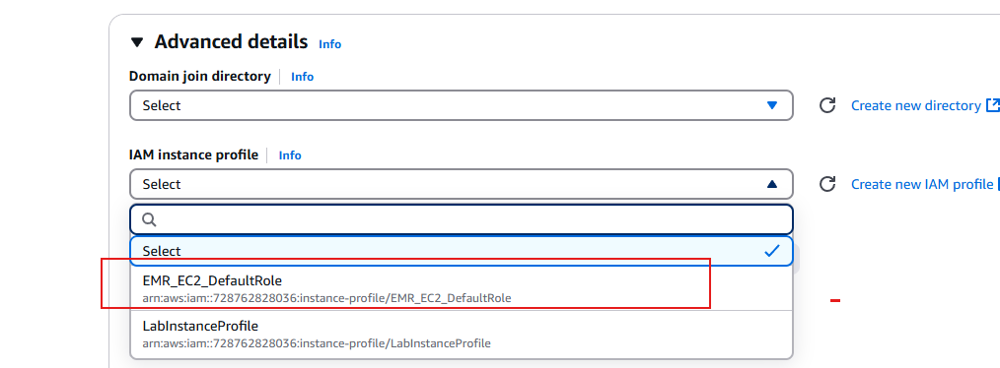 Advanced details Info
Domain join directory Info
Select
Create new directory
IAM instance profile Info
Select
Create new IAM profile
Select
EMR_EC2_DefaultRole
arn:aws:iam::728762828036:instance-profile/EMR_EC2_DefaultRole
LabInstanceProfile
arn:aws:iam::728762828036:instance-profile/LabInstanceProfile